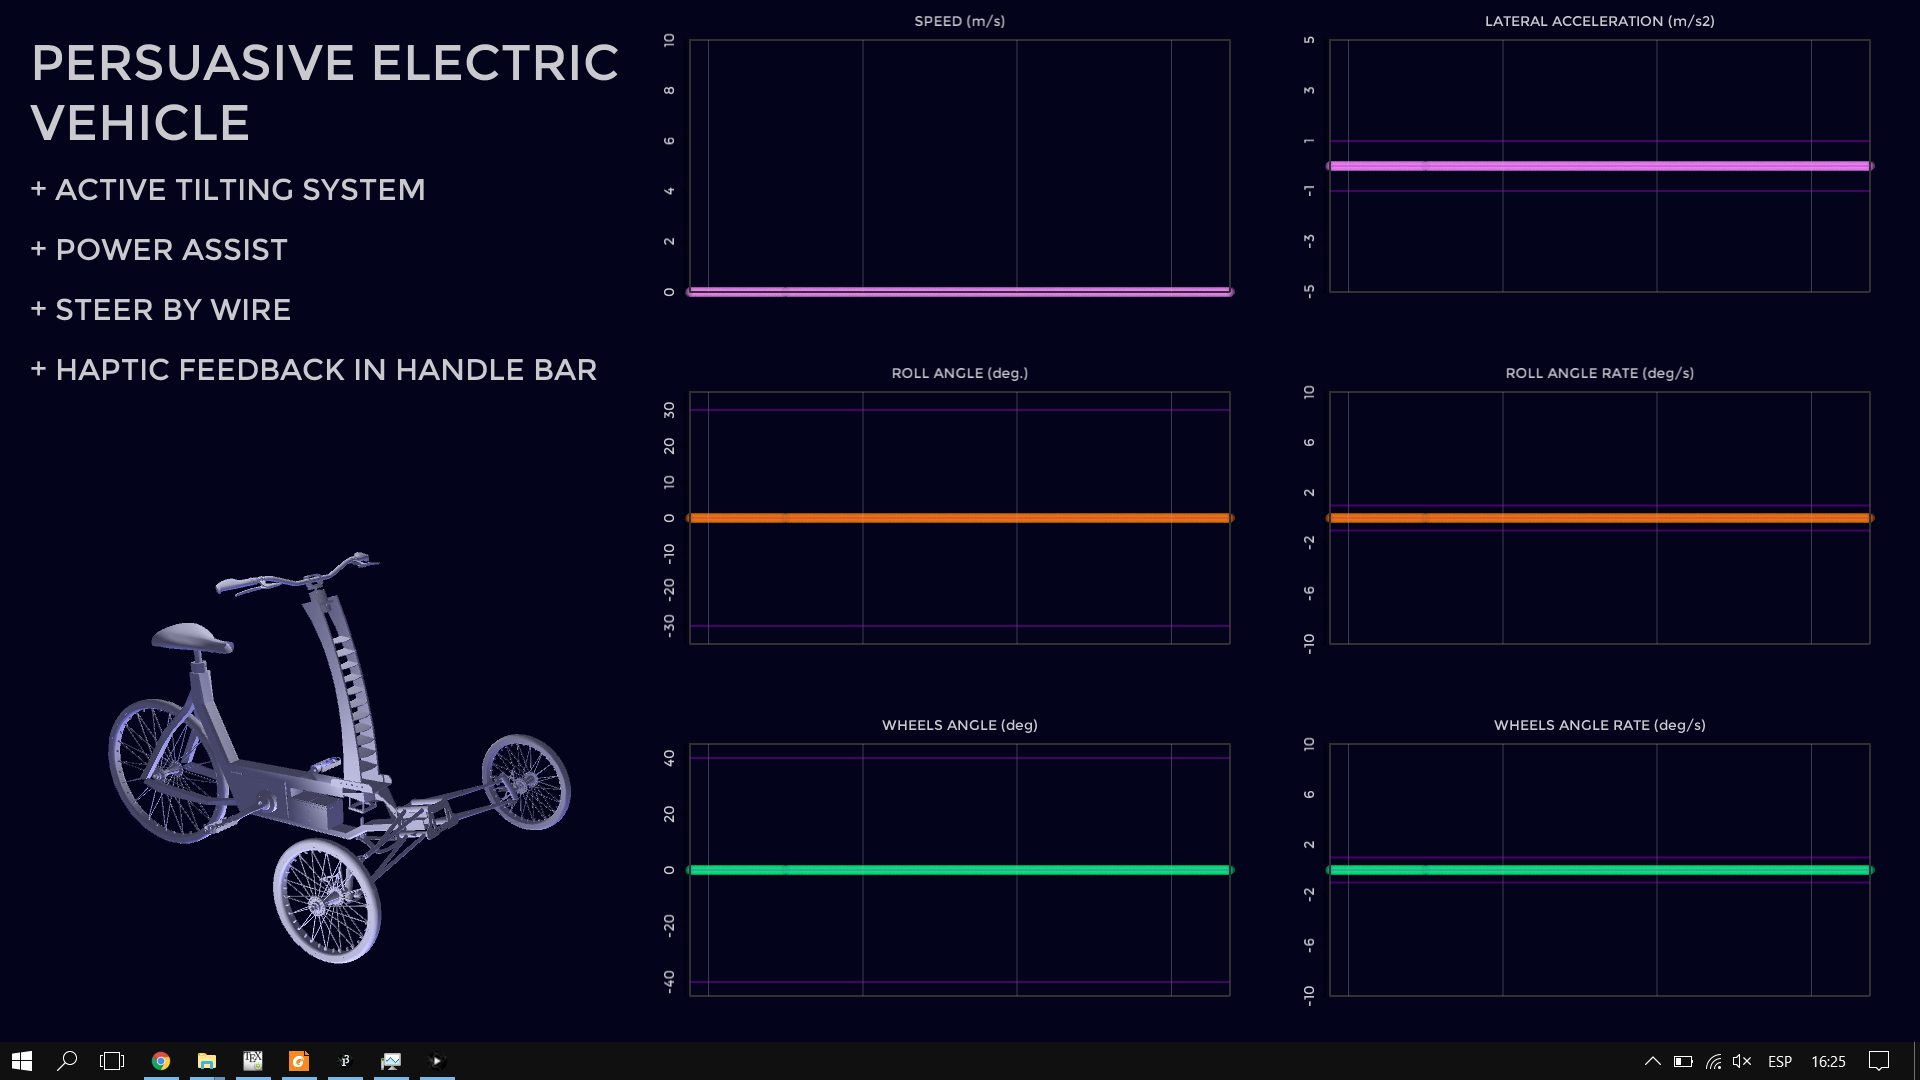 PERSUASIVE ELECTRIC
VEHICLE
+ ACTIVE TILTING SYSTEM
+ POWER ASSIST
+ STEER BY WIRE
+ HAPTIC FEEDBACK IN HANDLE BAR
SPEED (m/s)
10
8
6
4
2
0
LATERAL ACCELERATION (m/s2)
5
3
1
-1
-3
-5
ROLL ANGLE (deg.)
30
20
10
0
-10
-20
-30
ROLL ANGLE RATE (deg/s)
10
6
2
-2
-6
-10
WHEELS ANGLE (deg)
40
20
0
-20
-40
WHEELS ANGLE RATE (deg/s)
10
6
2
-2
-6
-10
TEX
ESP
16:25